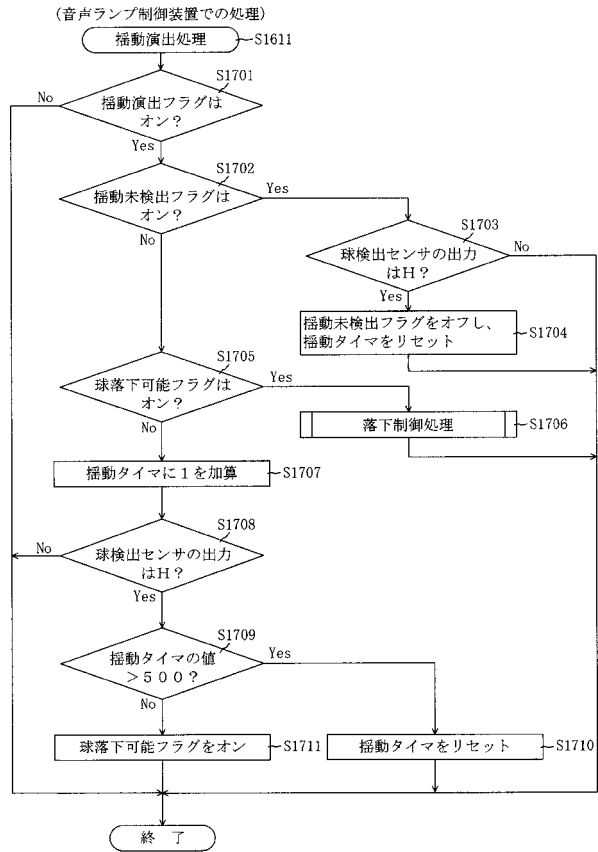 (音声ランプ制御装置での処理)
揺動演出処理
S1611
S1701
No
揺動演出フラグは
オン?
Yes
S1702
揺動未検出フラグは
オン?
Yes
No
S1703
球検出センサの出力
はH?
No
Yes
揺動未検出フラグをオフし、
揺動タイマをリセット
S1704
S1705
球落下可能フラグは
オン?
Yes
No
落下制御処理
S1706
揺動タイマに1を加算
S1707
S1708
No
球検出センサの出力
はH?
Yes
S1709
揺動タイマの値
>500?
Yes
No
球落下可能フラグをオン
S1711
揺動タイマをリセット
S1710
終 了